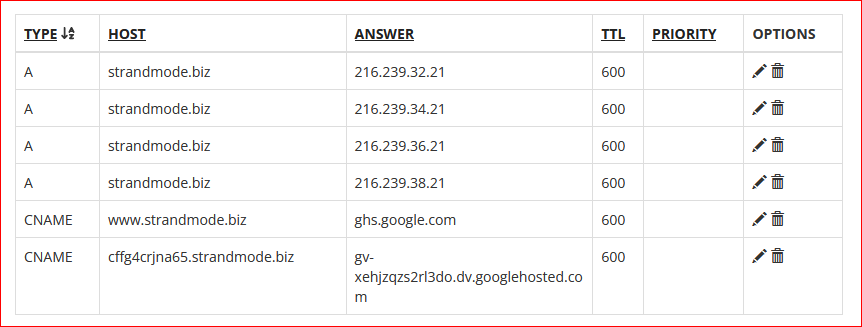 TYPE HOST ANSWER TTL PRIORITY OPTIONS
A strandmode.biz 216.239.32.21 600
A strandmode.biz 216.239.34.21 600
A strandmode.biz 216.239.36.21 600
A strandmode.biz 216.239.38.21 600
CNAME www.strandmode.biz ghs.google.com 600
CNAME cffg4crjna65.strandmode.biz gv- 600
xehjzqzs2rl3do.dv.googlehosted.co
m